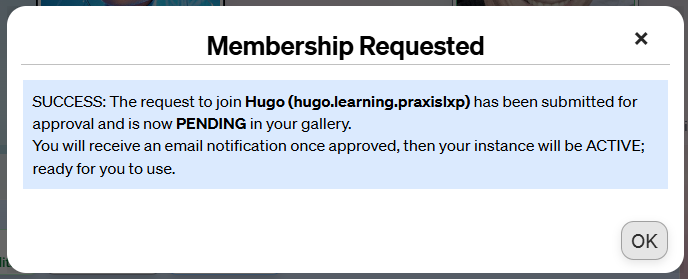 Membership Requested
×
SUCCESS: The request to join Hugo (hugo.learning.praxislxp) has been submitted for
approval and is now PENDING in your gallery.
You will receive an email notification once approved, then your instance will be ACTIVE;
ready for you to use.
OK